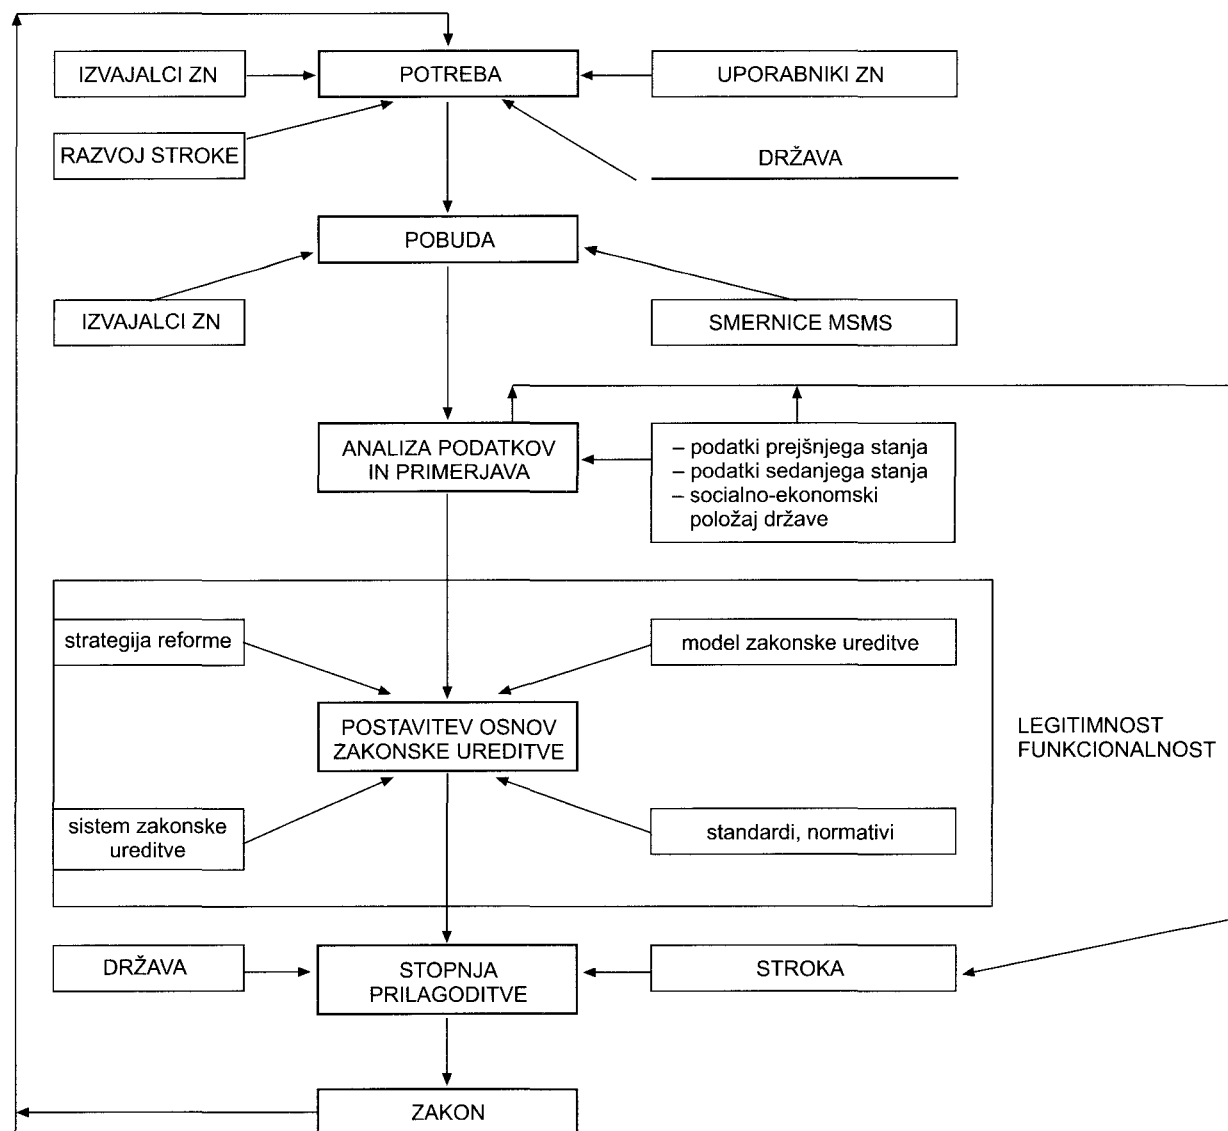 IZVAJALCI ZN
POTREBA
UPORABNIKI ZN
RAZVOJ STROKE
DRŽAVA
POBUDA
IZVAJALCI ZN
SMERNICE MSMS
ANALIZA PODATKOV
IN PRIMERJAVA
– podatki prejšnjega stanja
– podatki sedanjega stanja
– socialno-ekonomski
položaj države
strategija reforme
model zakonske ureditve
POSTAVITEV OSNOV
ZAKONSKE UREDITVE
LEGITIMNOST
FUNKCIONALNOST
sistem zakonske
ureditve
standardi, normativi
DRŽAVA
STOPNJA
PRILAGODITVE
STROKA
ZAKON